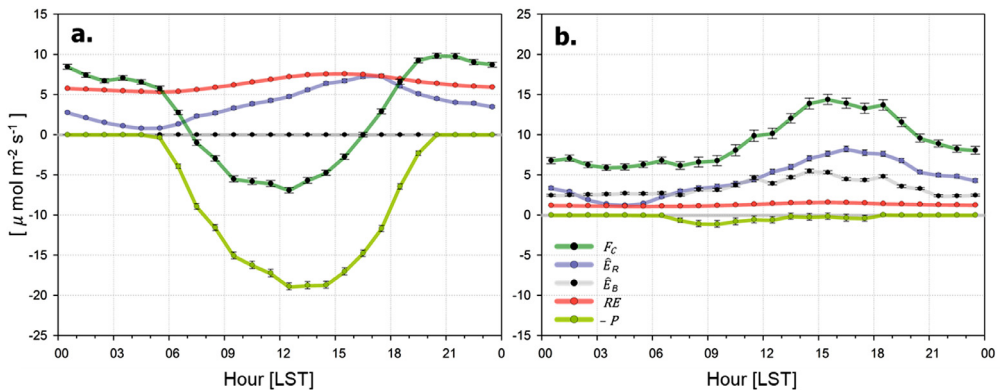 a.
b.
[ μ mol m⁻² s⁻¹ ]
15
10
5
0
-5
-10
-15
-20
-25
25
20
15
10
5
0
-5
-10
-15
F_C
Ê_R
Ê_B
RE
– P
00 03 06 09 12 15 18 21 0
00 03 06 09 12 15 18 21 00
Hour [LST]
Hour [LST]